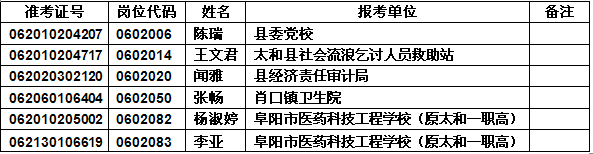 准考证号 岗位代码 姓名 报考单位 备注
062010204207 0602006 陈瑞 县委党校
062010204717 0602014 王文君 太和县社会流浪乞讨人员救助站
062020302120 0602020 闻雅 县经济责任审计局
062060106404 0602050 张畅 肖口镇卫生院
062010205002 0602082 杨淑婷 阜阳市医药科技工程学校（原太和一职高）
062130106619 0602083 李亚 阜阳市医药科技工程学校（原太和一职高）